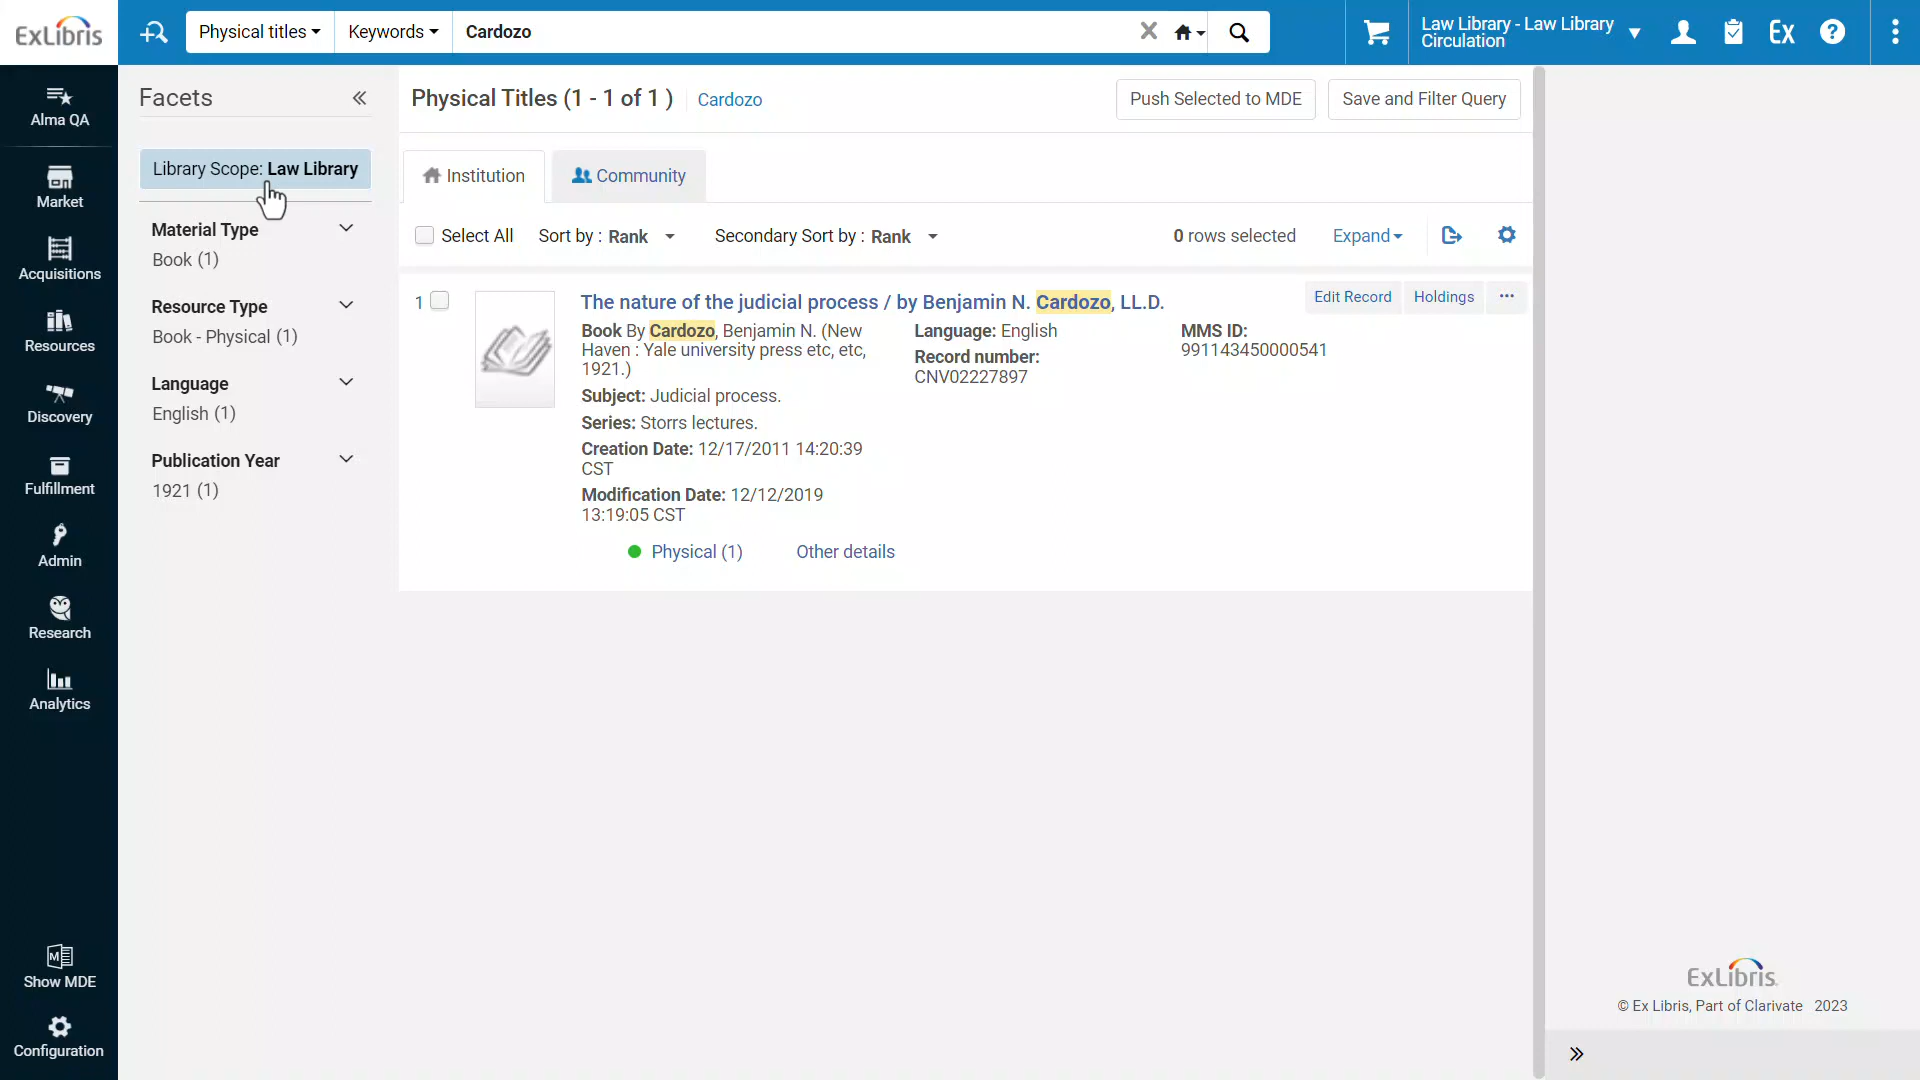 ExLibris
Physical titles
Keywords
Cardozo
Law Library - Law Library
Circulation
Ex
?
Alma QA
Market
Acquisitions
Resources
Discovery
Fulfillment
Admin
Research
Analytics
Show MDE
Configuration
Facets
Library Scope: Law Library
Material Type
Book (1)
Resource Type
Book - Physical (1)
Language
English (1)
Publication Year
1921 (1)
Physical Titles (1 - 1 of 1 )
Cardozo
Push Selected to MDE
Save and Filter Query
Institution
Community
Select All
Sort by : Rank
Secondary Sort by : Rank
0 rows selected
Expand
1
The nature of the judicial process / by Benjamin N. Cardozo, LL.D.
Edit Record
Holdings
...
Book By Cardozo, Benjamin N. (New
Haven : Yale university press etc, etc,
1921.)
Subject: Judicial process.
Series: Storrs lectures.
Creation Date: 12/17/2011 14:20:39
CST
Modification Date: 12/12/2019
13:19:05 CST
Language: English
Record number:
CNV02227897
MMS ID:
991143450000541
Physical (1)
Other details
ExLibris
© Ex Libris, Part of Clarivate 2023